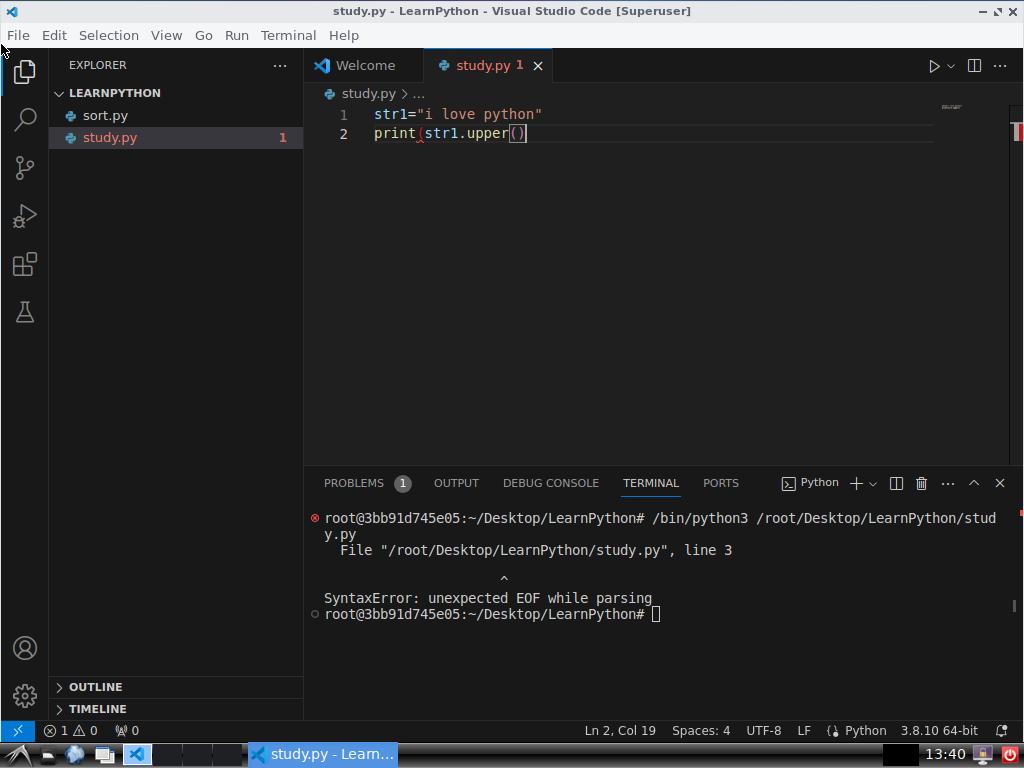 study.py - LearnPython - Visual Studio Code [Superuser]
File Edit Selection View Go Run Terminal Help
EXPLORER
LEARNPYTHON
sort.py
study.py 1
OUTLINE
TIMELINE
Welcome
study.py 1
study.py > ...
1 str1="i love python"
2 print(str1.upper()
PROBLEMS 1 OUTPUT DEBUG CONSOLE TERMINAL PORTS Python
root@3bb91d745e05:~/Desktop/LearnPython# /bin/python3 /root/Desktop/LearnPython/stud
y.py
File "/root/Desktop/LearnPython/study.py", line 3
^
SyntaxError: unexpected EOF while parsing
root@3bb91d745e05:~/Desktop/LearnPython#
1 0 0 Ln 2, Col 19 Spaces: 4 UTF-8 LF Python 3.8.10 64-bit
study.py - Learn... 13:40